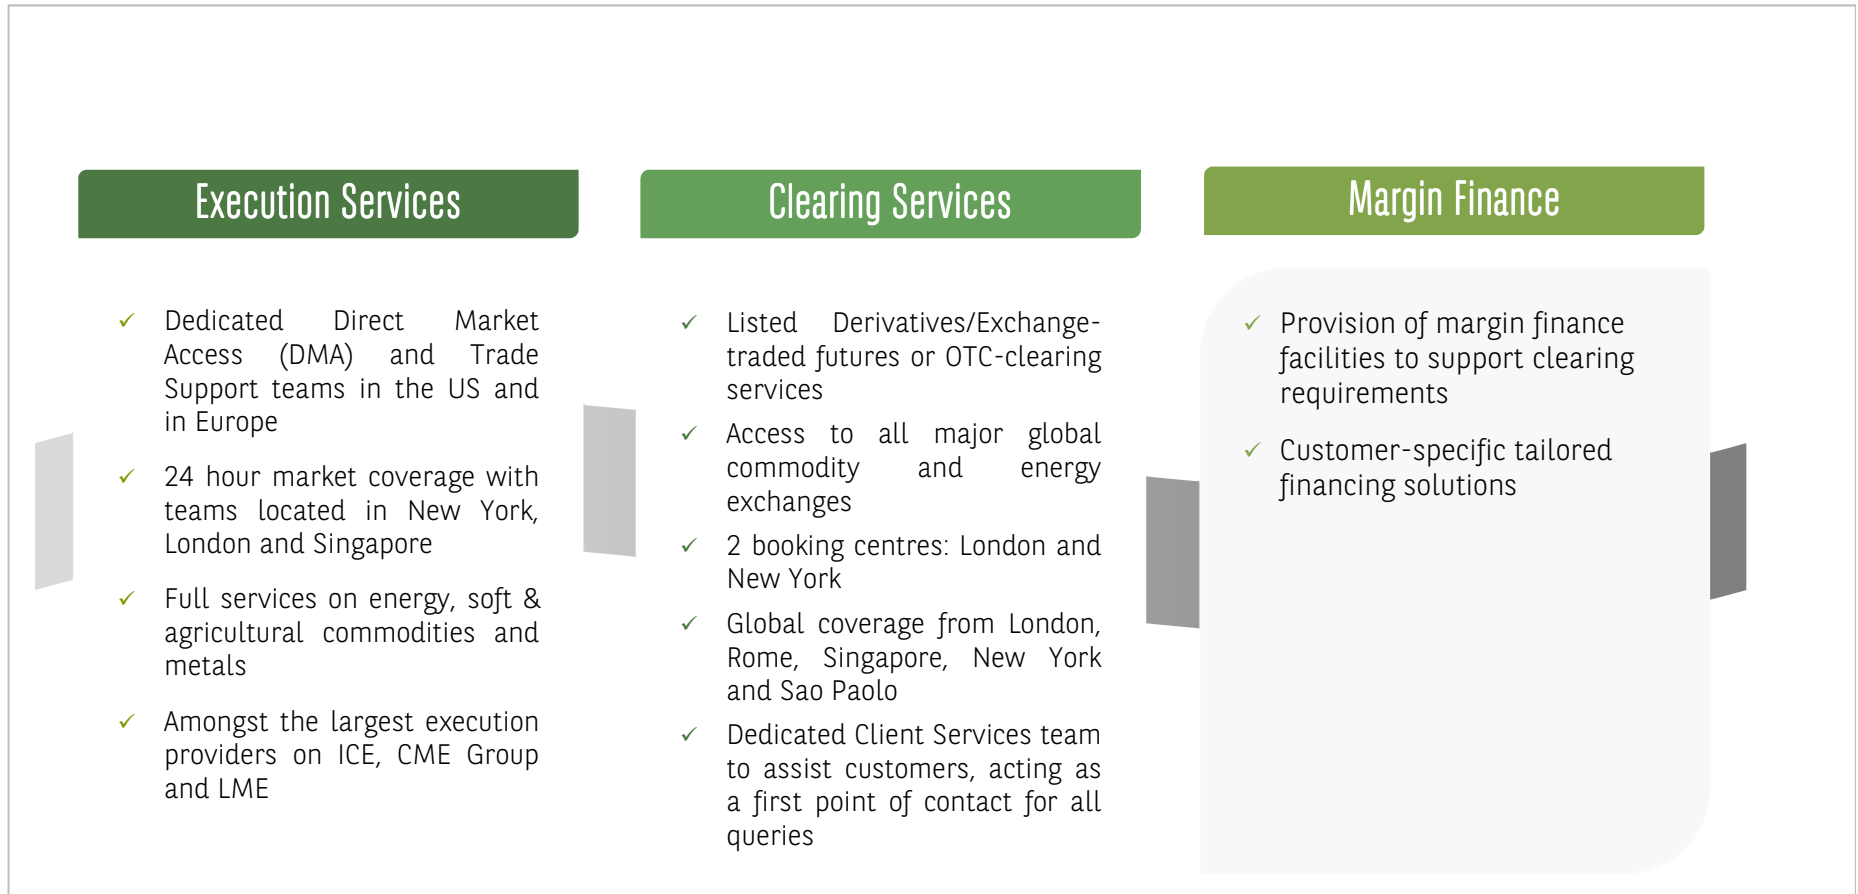 Execution Services
Dedicated Direct Market
Access (DMA) and Trade
Support teams in the US and
in Europe
24 hour market coverage with
teams located in New York,
London and Singapore
Full services on energy, soft &
agricultural commodities and
metals
Amongst the largest execution
providers on ICE, CME Group
and LME
Clearing Services
Listed Derivatives/Exchange-
traded futures or OTC-clearing
services
Access to all major global
commodity and energy
exchanges
2 booking centres: London and
New York
Global coverage from London,
Rome, Singapore, New York
and Sao Paolo
Dedicated Client Services team
to assist customers, acting as
a first point of contact for all
queries
Margin Finance
Provision of margin finance
facilities to support clearing
requirements
Customer-specific tailored
financing solutions